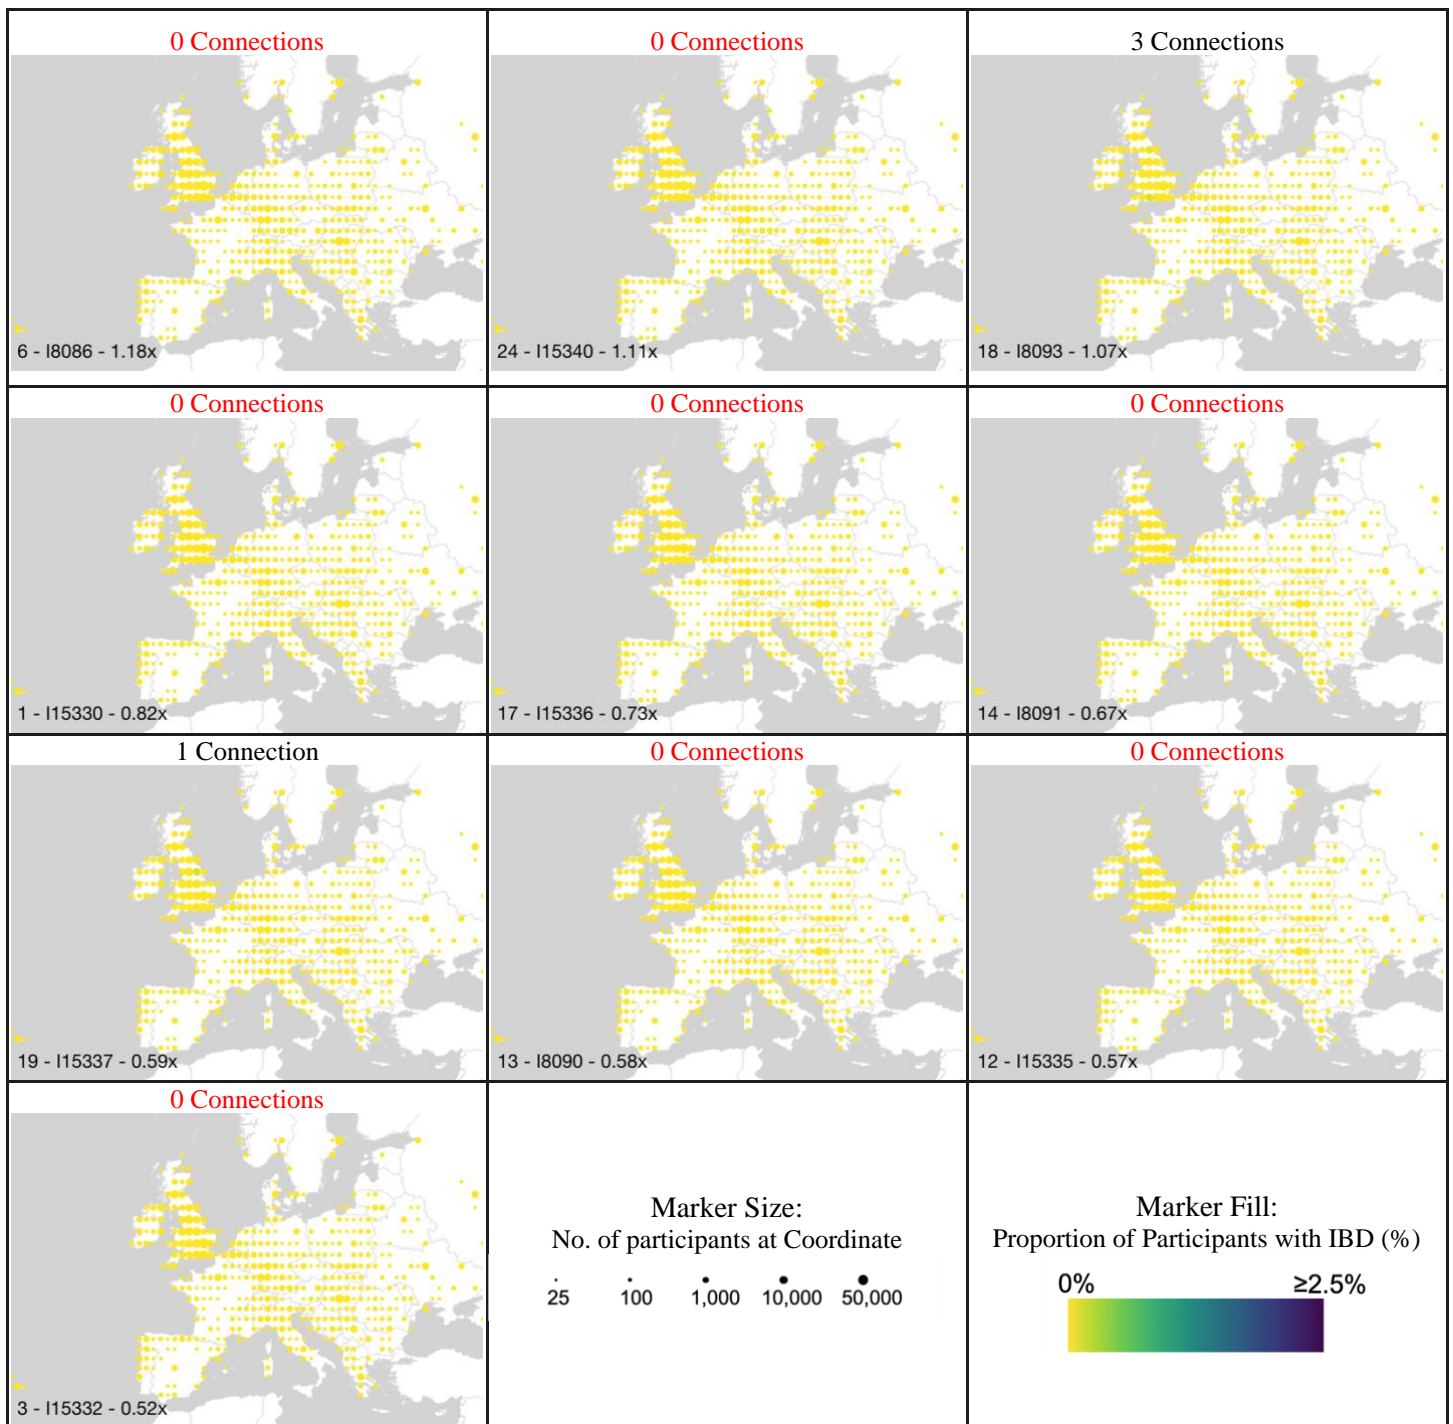 0 Connections
0 Connections
3 Connections
6 - I8086 - 1.18x
24 - I15340 - 1.11x
18 - I8093 - 1.07x
0 Connections
0 Connections
0 Connections
1 - I15330 - 0.82x
17 - I15336 - 0.73x
14 - I8091 - 0.67x
1 Connection
0 Connections
0 Connections
19 - I15337 - 0.59x
13 - I8090 - 0.58x
12 - I15335 - 0.57x
0 Connections
3 - I15332 - 0.52x
Marker Size:
No. of participants at Coordinate
25 100 1,000 10,000 50,000
Marker Fill:
Proportion of Participants with IBD (%)
0% ≥2.5%